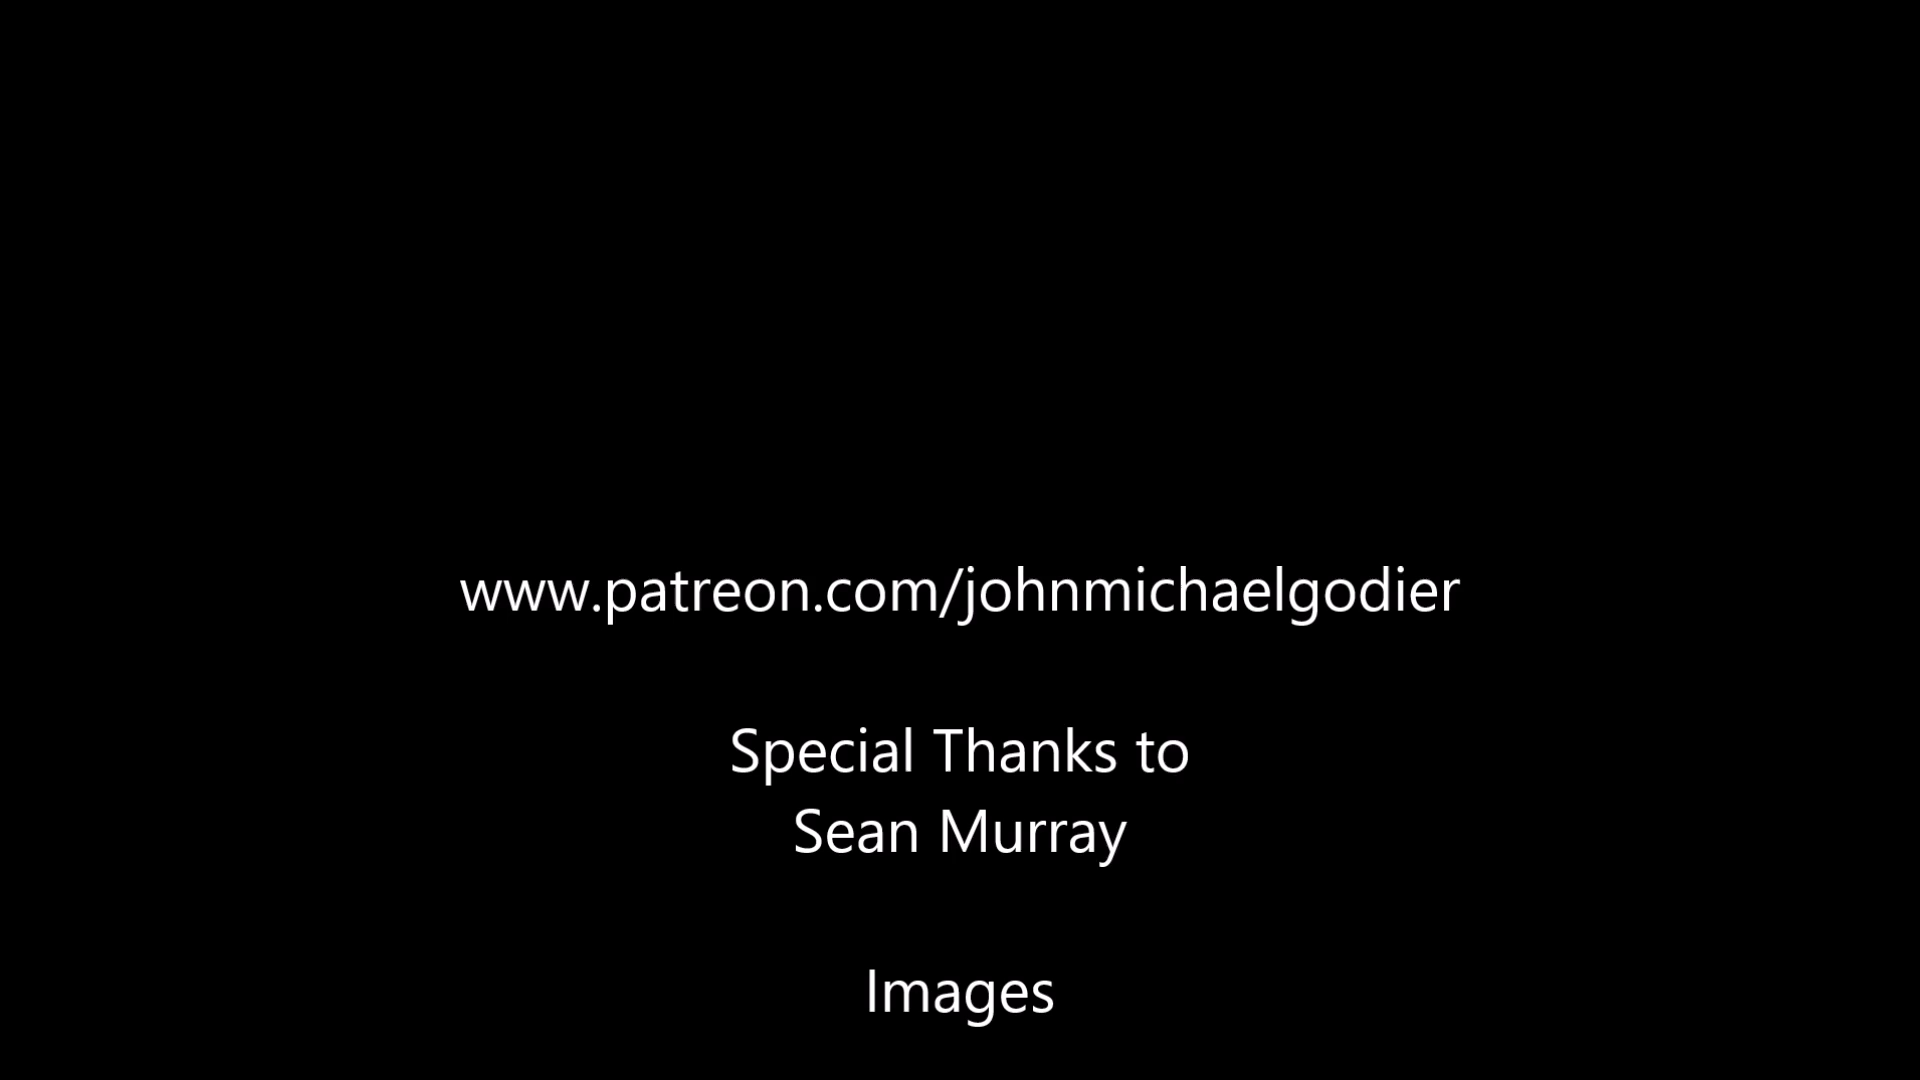 www.patreon.com/johnmichaelgodier
Special Thanks to
Sean Murray
Images